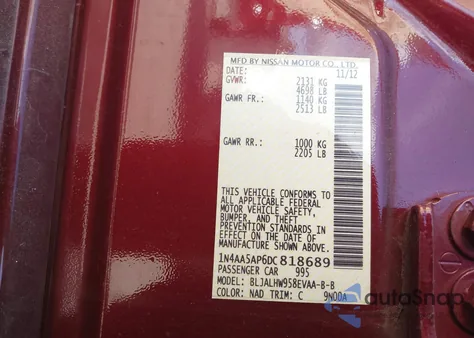 MFD BY NISSAN MOTOR CO., LTD.
DATE: 11/12
GVWR: 2131 KG
4698 LB
GAWR FR.: 1140 KG
2513 LB
GAWR RR.: 1000 KG
2205 LB
THIS VEHICLE CONFORMS TO
ALL APPLICABLE FEDERAL
MOTOR VEHICLE SAFETY,
BUMPER, AND THEFT
PREVENTION STANDARDS IN
EFFECT ON THE DATE OF
MANUFACTURE SHOWN ABOVE.
1N4AA5AP6DC818689
PASSENGER CAR 995
MODEL: BLJALHW958EVAA-B-B
COLOR: NAD TRIM: C 9N00A
autoSnap